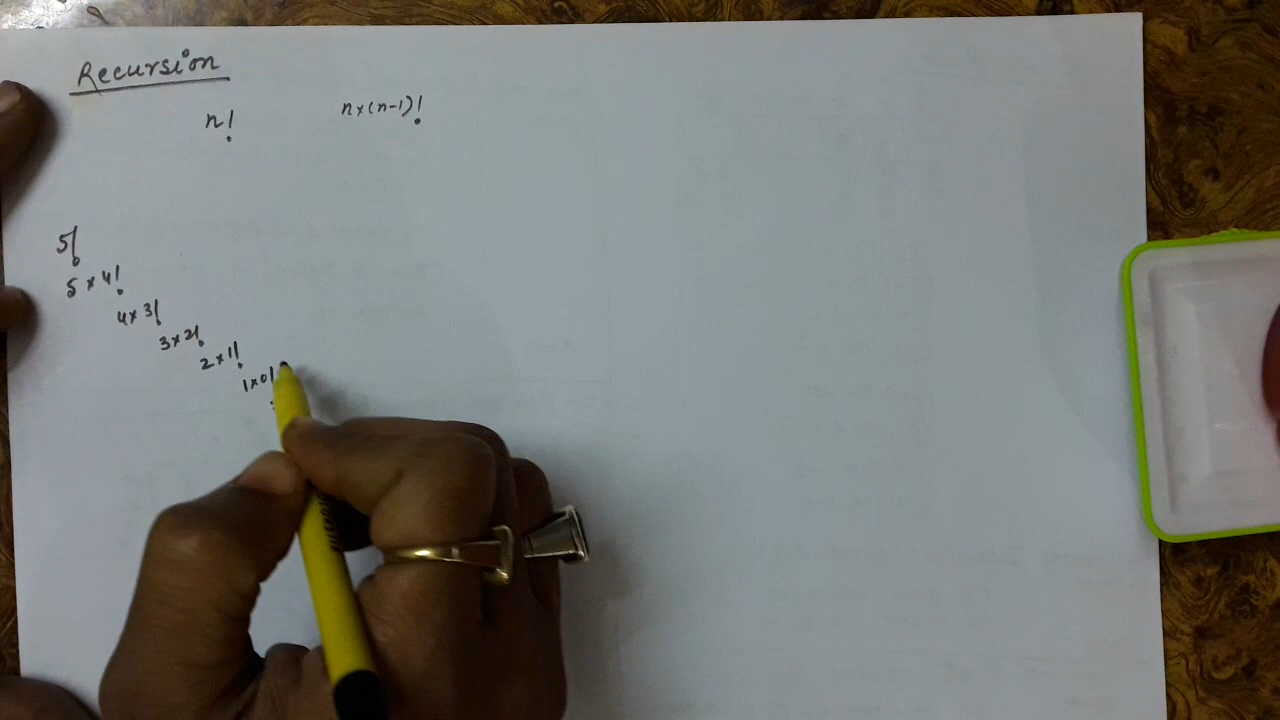 Recursion
n! n×(n-1)!
5!
5 × 4!
4 × 3!
3 × 2!
2 × 1!
1 × 0!